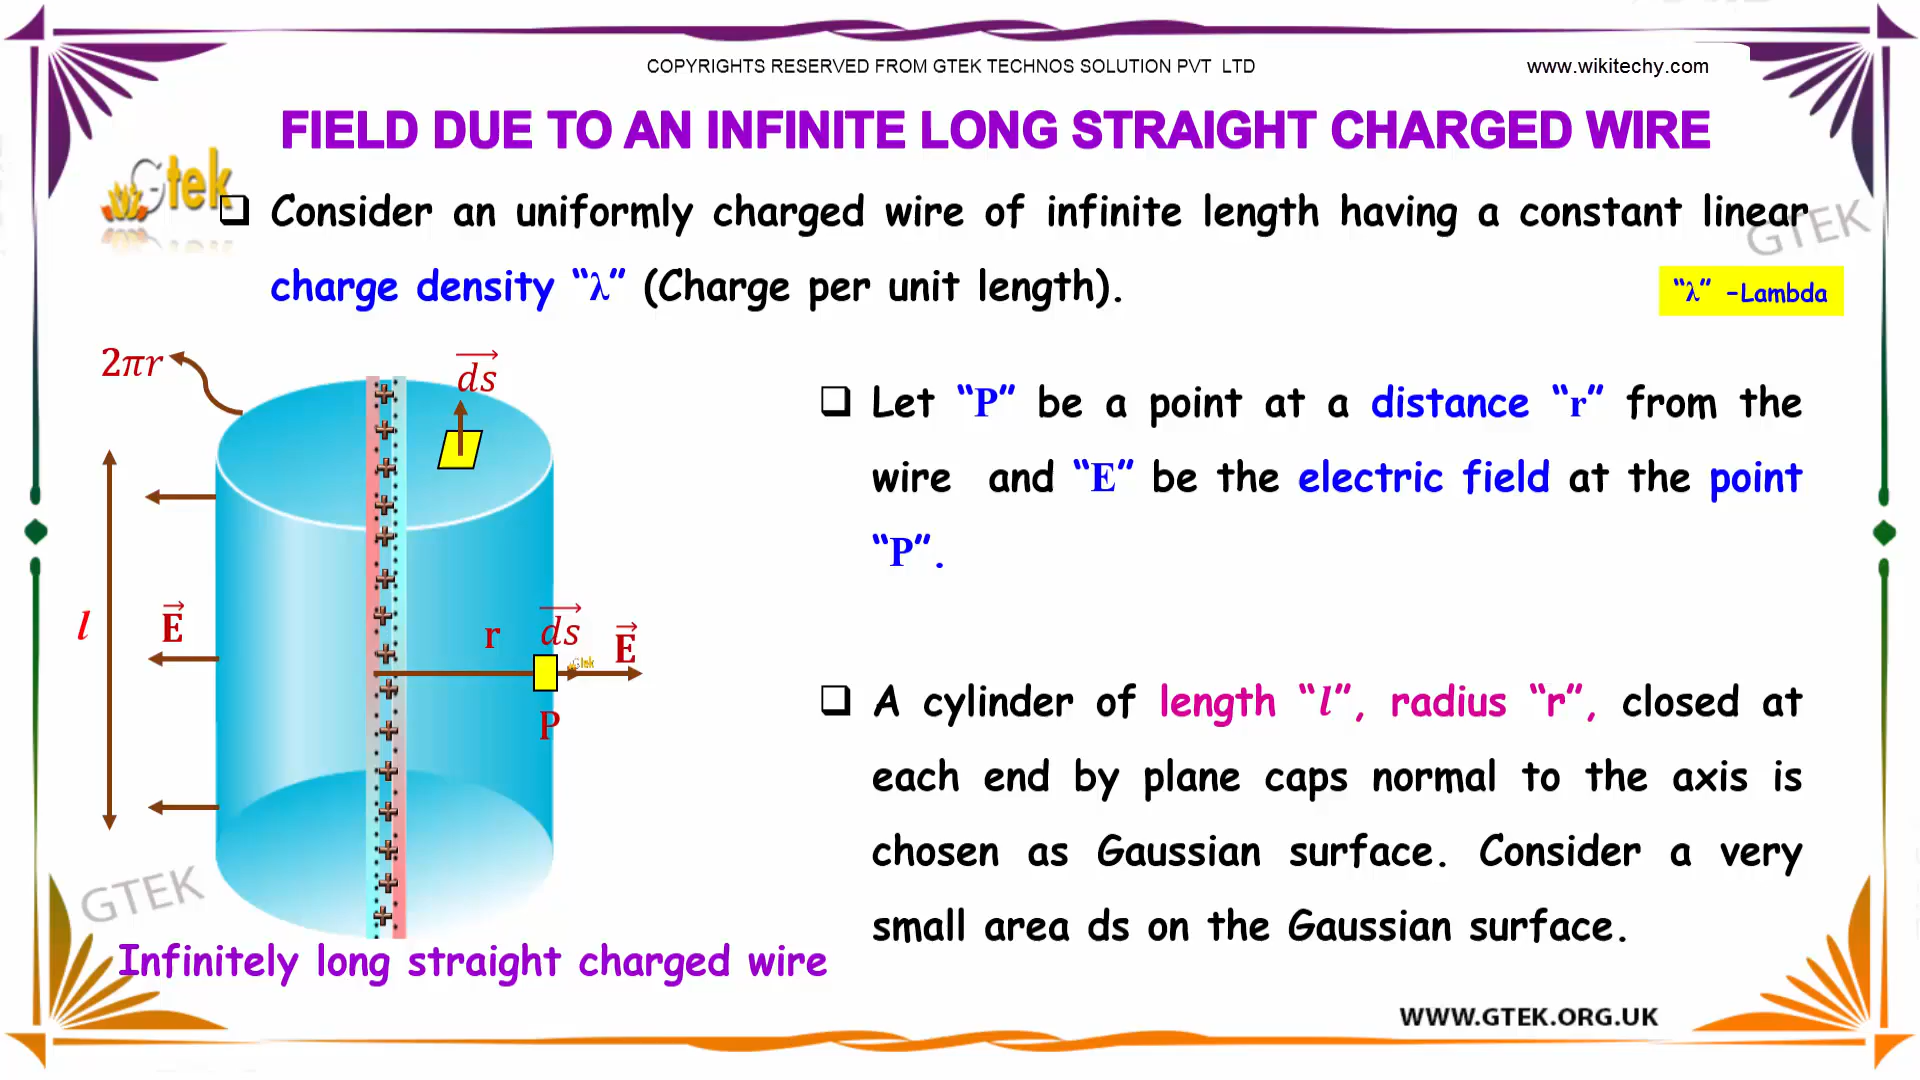 COPYRIGHTS RESERVED FROM GTEK TECHNOS SOLUTION PVT LTD
www.wikitechy.com
FIELD DUE TO AN INFINITE LONG STRAIGHT CHARGED WIRE
Gtek
❑ Consider an uniformly charged wire of infinite length having a constant linear
GTEK
charge density “λ” (Charge per unit length).
“λ” –Lambda
2πr
ds
❑ Let “P” be a point at a distance “r” from the
wire and “E” be the electric field at the point
“P”.
l
E
r
ds
E
Gtek
P
❑ A cylinder of length “l”, radius “r”, closed at
each end by plane caps normal to the axis is
chosen as Gaussian surface. Consider a very
small area ds on the Gaussian surface.
GTEK
Infinitely long straight charged wire
WWW.GTEK.ORG.UK